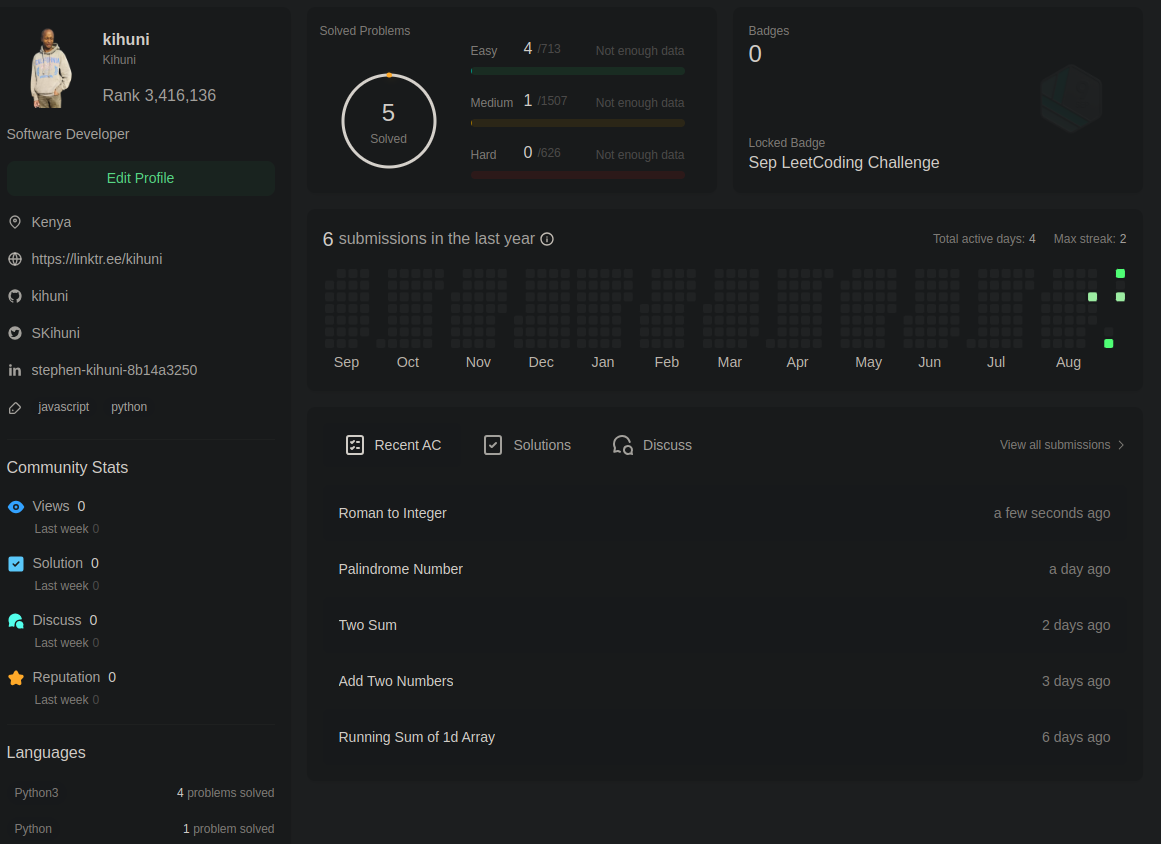 kihuni
Kihuni
Rank 3,416,136
Software Developer
Edit Profile
Kenya
https://linktr.ee/kihuni
kihuni
SKihuni
stephen-kihuni-8b14a3250
javascript python
Community Stats
Views 0
Last week 0
Solution 0
Last week 0
Discuss 0
Last week 0
Reputation 0
Last week 0
Languages
Python3 4 problems solved
Python 1 problem solved
Solved Problems
5
Solved
Easy 4 /713 Not enough data
Medium 1 /1507 Not enough data
Hard 0 /626 Not enough data
Badges
0
Locked Badge
Sep LeetCoding Challenge
6 submissions in the last year Total active days: 4 Max streak: 2
Sep Oct Nov Dec Jan Feb Mar Apr May Jun Jul Aug
Recent AC Solutions Discuss View all submissions
Roman to Integer a few seconds ago
Palindrome Number a day ago
Two Sum 2 days ago
Add Two Numbers 3 days ago
Running Sum of 1d Array 6 days ago